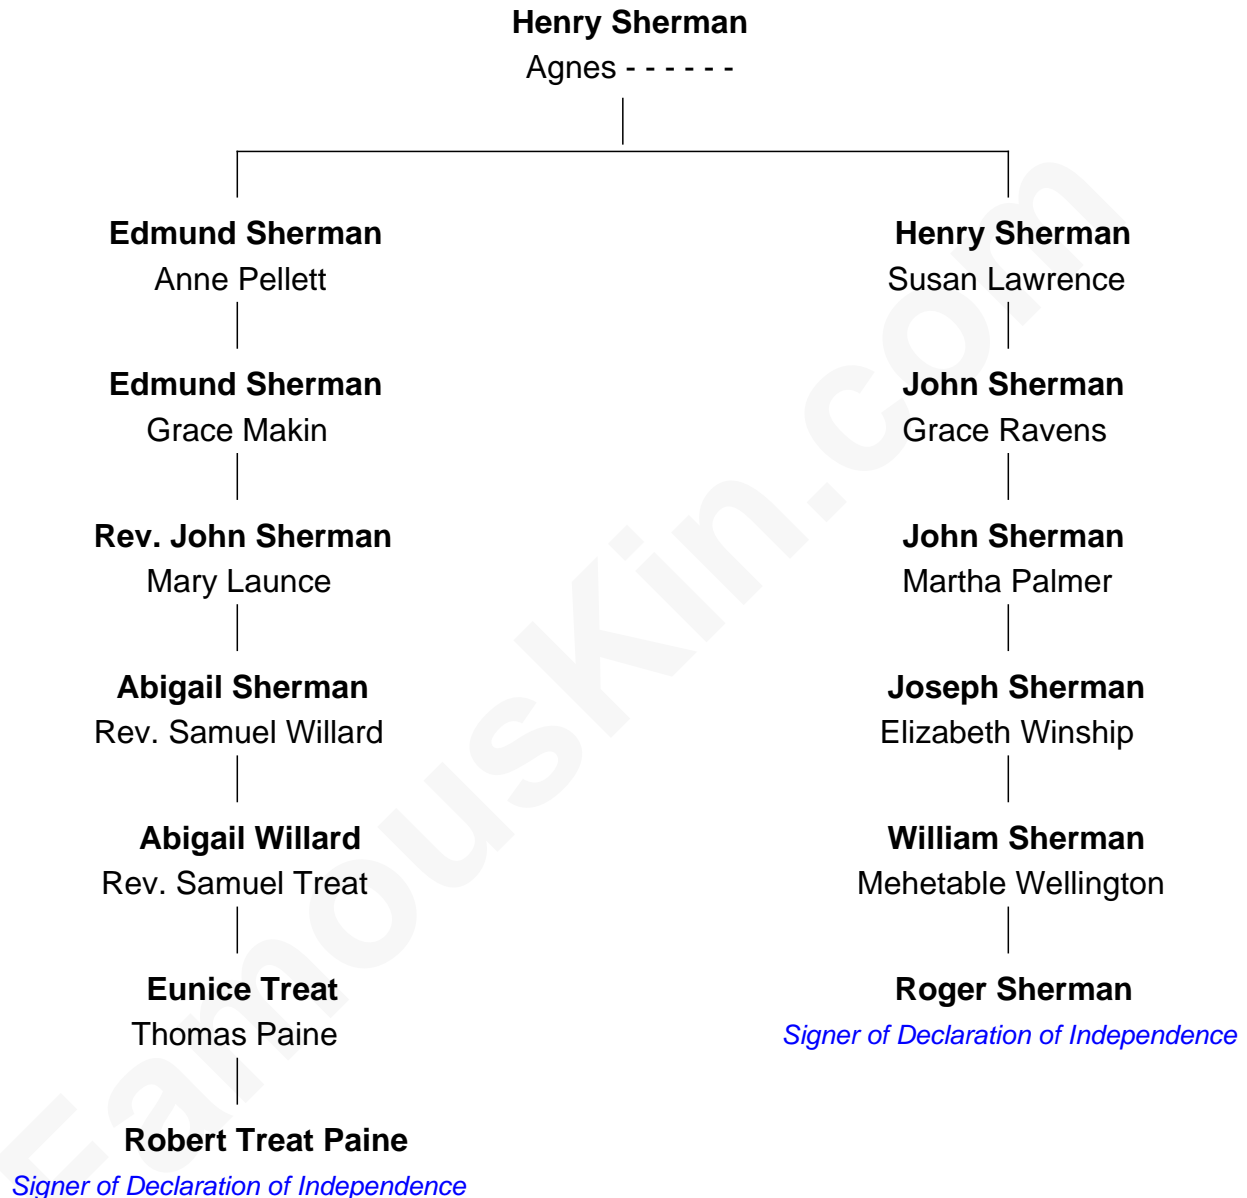 Henry Sherman
Agnes - - - - - -
Edmund Sherman
Anne Pellett
Henry Sherman
Susan Lawrence
Edmund Sherman
Grace Makin
John Sherman
Grace Ravens
Rev. John Sherman
Mary Launce
John Sherman
Martha Palmer
Abigail Sherman
Rev. Samuel Willard
Joseph Sherman
Elizabeth Winship
Abigail Willard
Rev. Samuel Treat
William Sherman
Mehetable Wellington
Eunice Treat
Thomas Paine
Roger Sherman
Signer of Declaration of Independence
Robert Treat Paine
Signer of Declaration of Independence
FamousKin.com